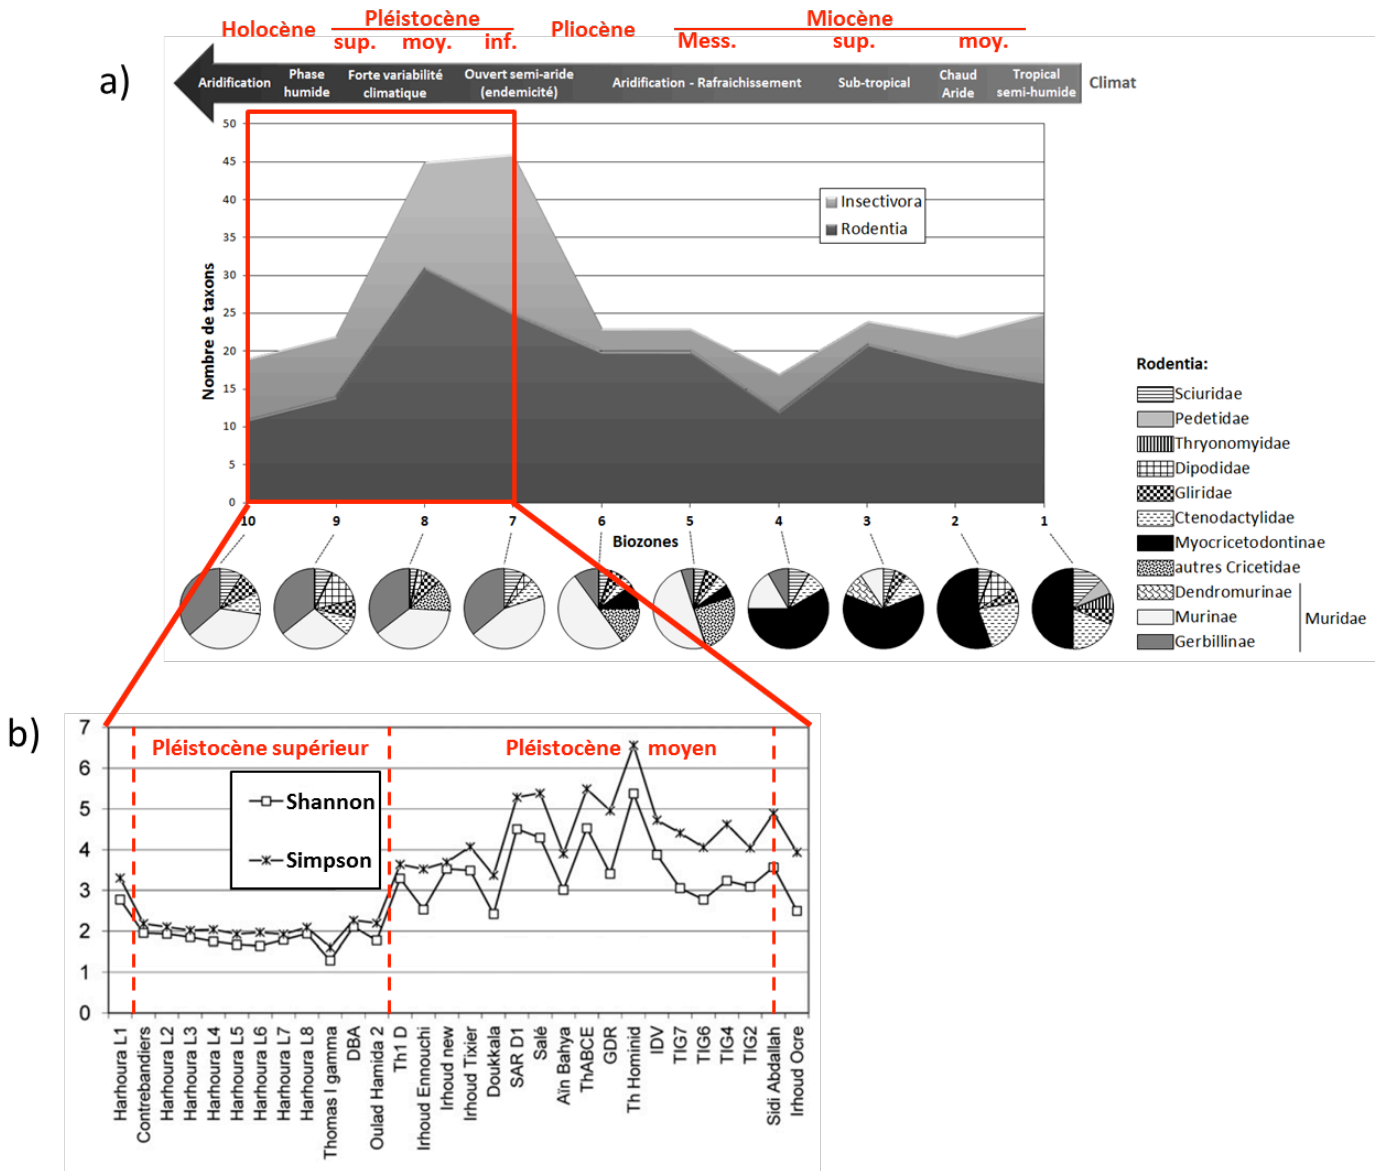 Holocène
Pléistocène
sup. moy. inf.
Pliocène
Miocène
Mess. sup. moy.
a)
Aridification
Phase
humide
Forte variabilité
climatique
Ouvert semi-aride
(endemicité)
Aridification - Rafraichissement
Sub-tropical
Chaud
Aride
Tropical
semi-humide
Climat
Nombre de taxons
50
45
40
35
30
25
20
15
10
5
0
Insectivora
Rodentia
10 9 8 7 6 5 4 3 2 1
Biozones
Rodentia:
Sciuridae
Pedetidae
Thryonomyidae
Dipodidae
Gliridae
Ctenodactylidae
Myocricetodontinae
autres Cricetidae
Dendromurinae
Murinae
Gerbillinae
Muridae
b)
7
6
5
4
3
2
1
0
Pléistocène supérieur
Pléistocène moyen
Shannon
Simpson
Harhoura L1
Contrebandiers
Harhoura L2
Harhoura L3
Harhoura L4
Harhoura L5
Harhoura L6
Harhoura L7
Harhoura L8
Thomas I gamma
DBA
Oulad Hamida 2
Th1 D
Irhoud Ennouchi
Irhoud new
Irhoud Tixier
Doukkala
SAR D1
Salé
Aïn Bahya
ThABCE
GDR
Th Hominid
IDV
TIG7
TIG6
TIG4
TIG2
Sidi Abdallah
Irhoud Ocre